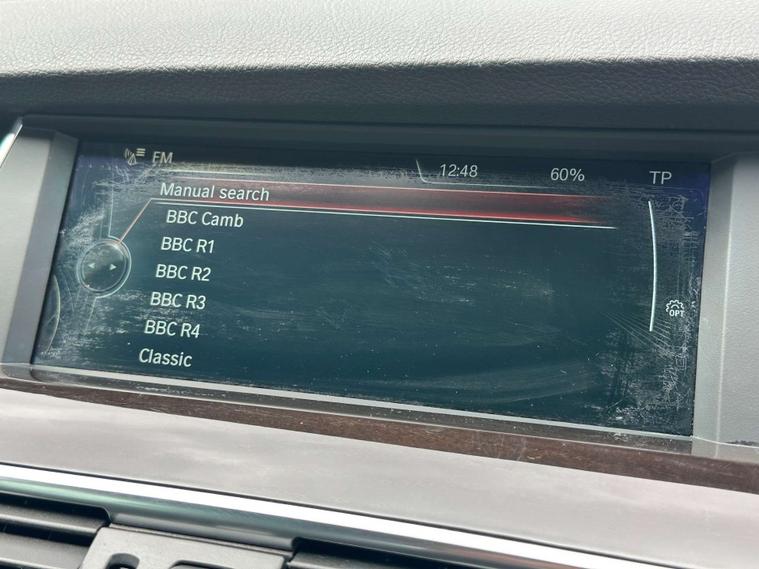 FM 12:48 60% TP
Manual search
BBC Camb
BBC R1
BBC R2
BBC R3
OPT
BBC R4
Classic